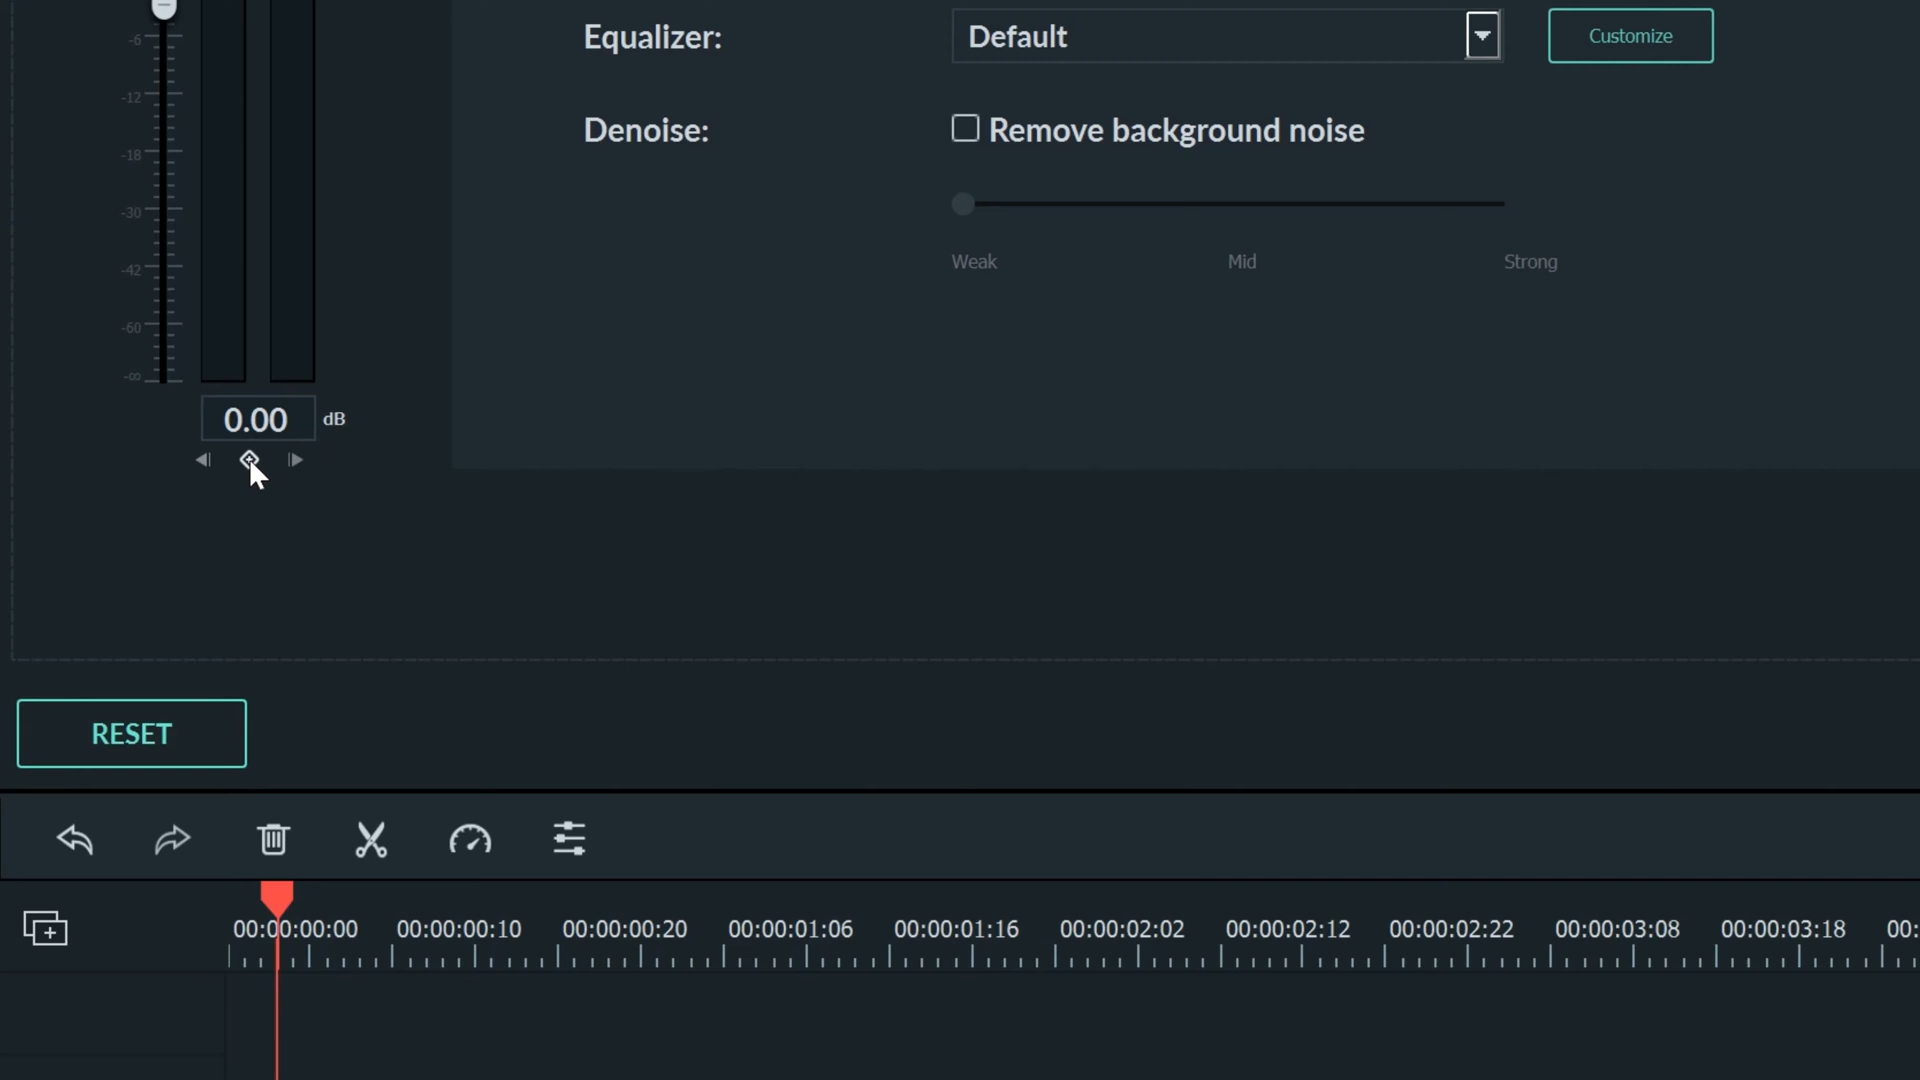 Equalizer: Default Customize
-6
-12
Denoise: Remove background noise
-18
-30
Weak Mid Strong
-42
-60
-∞
0.00 dB
RESET
00:00:00:00 00:00:00:10 00:00:00:20 00:00:01:06 00:00:01:16 00:00:02:02 00:00:02:12 00:00:02:22 00:00:03:08 00:00:03:18 00: